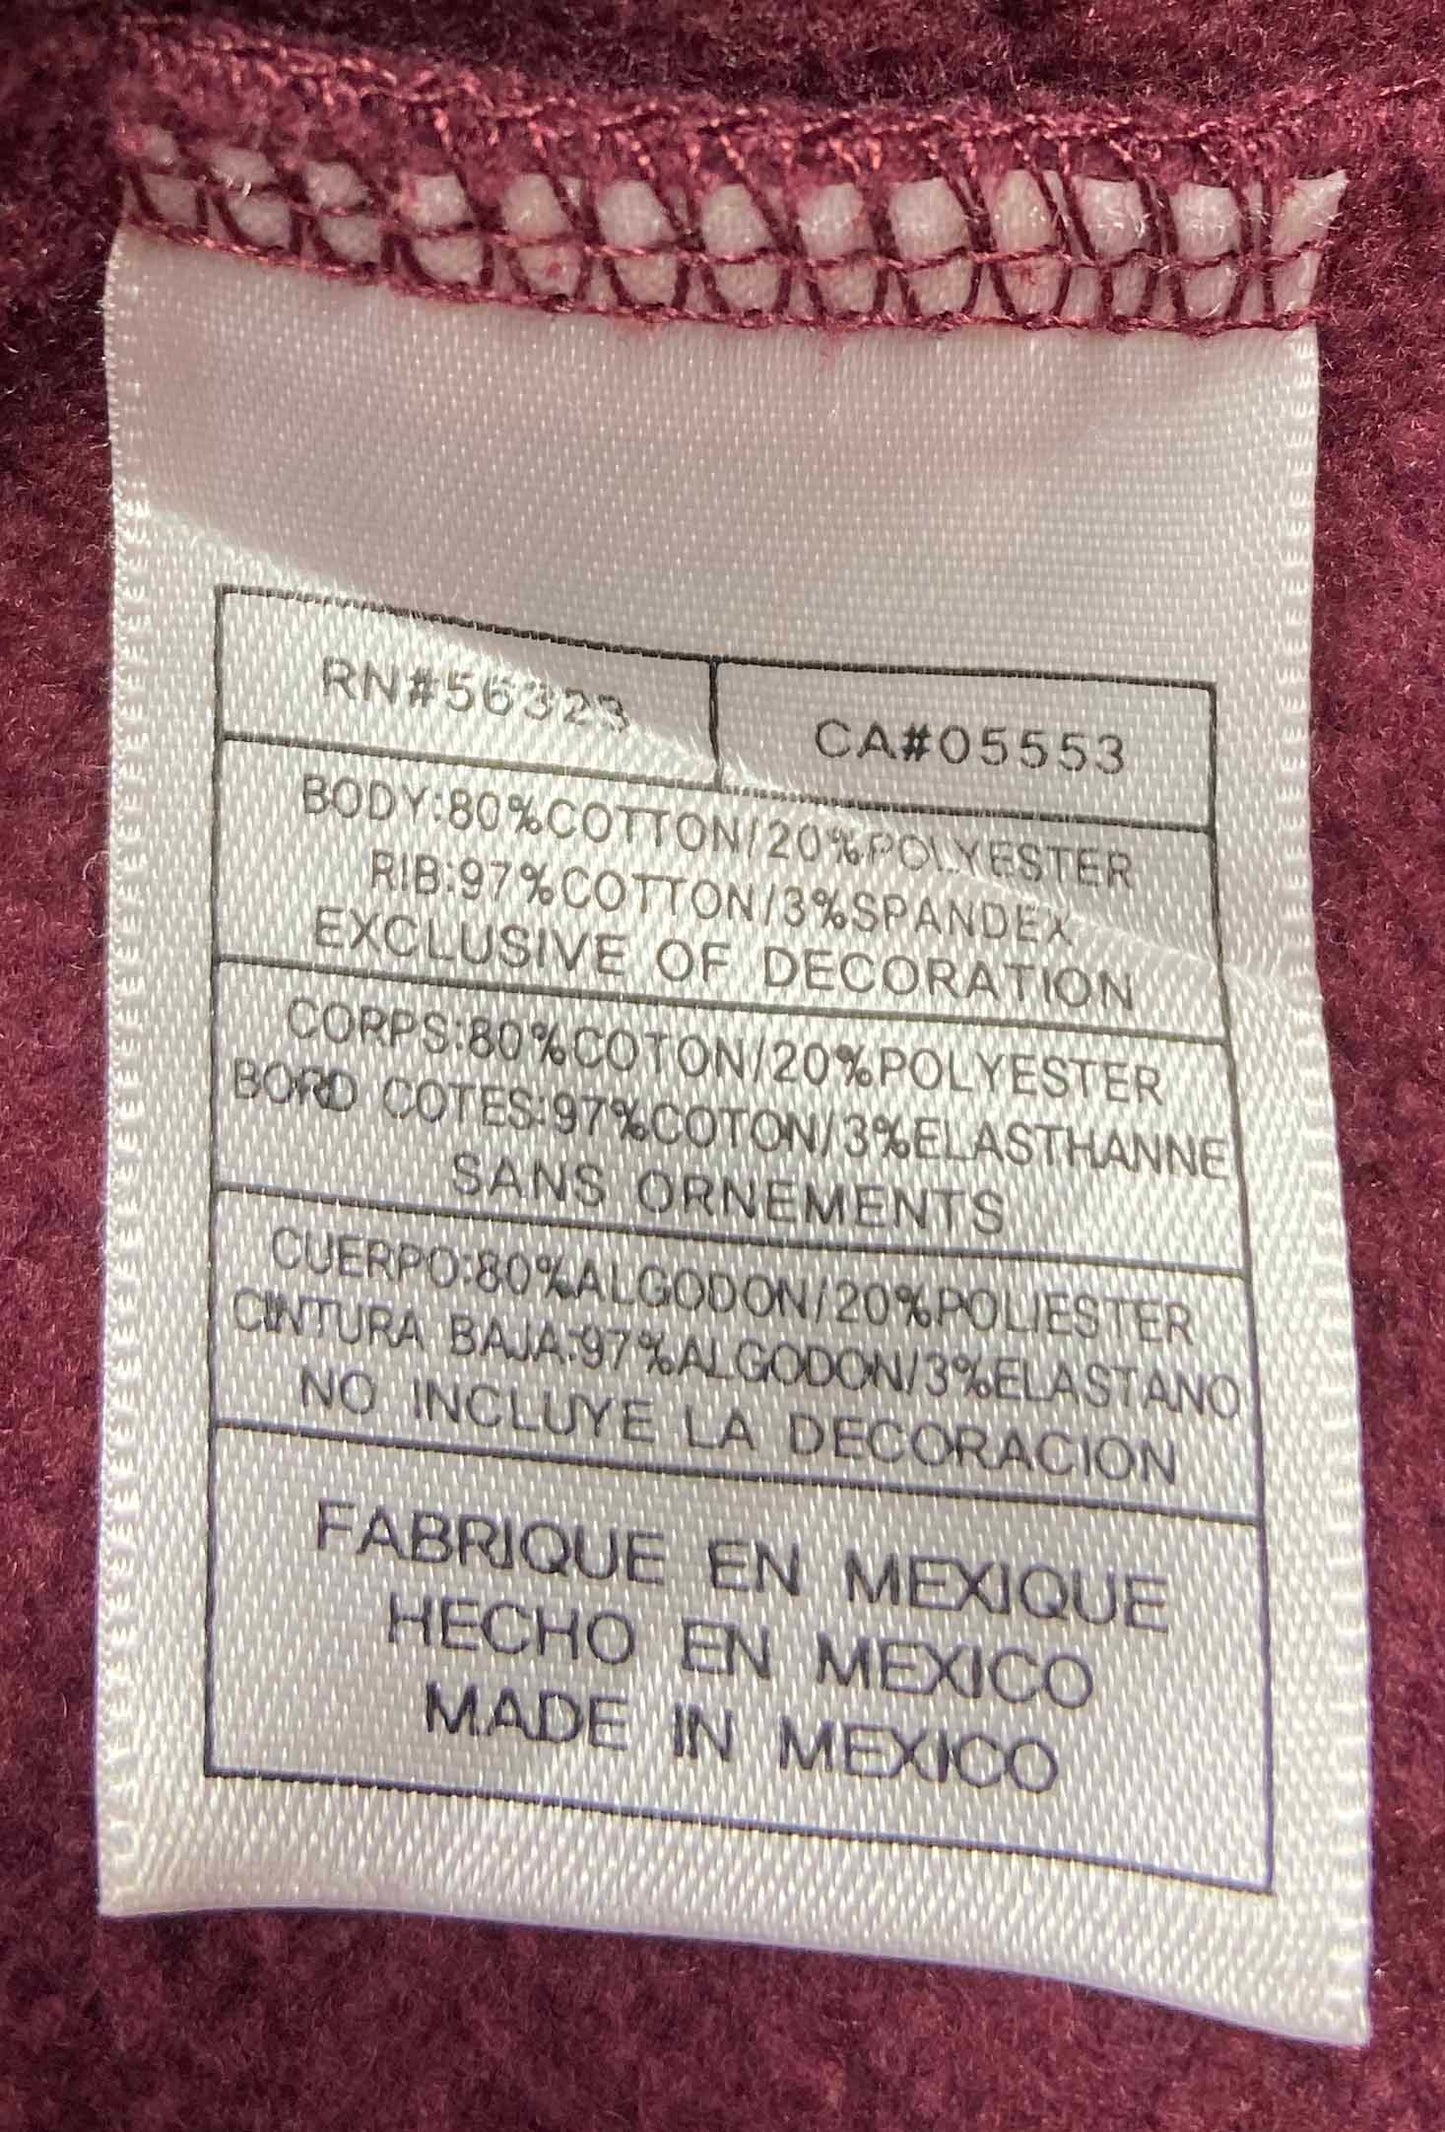 RN#56323
CA#05553
BODY:80%COTTON/20%POLYESTER
RIB:97%COTTON/3%SPANDEX
EXCLUSIVE OF DECORATION
CORPS:80%COTON/20%POLYESTER
BORD COTES:97%COTON/3%ELASTHANNE
SANS ORNEMENTS
CUERPO:80%ALGODON/20%POLIESTER
CINTURA BAJA:97%ALGODON/3%ELASTANO
NO INCLUYE LA DECORACION
FABRIQUE EN MEXIQUE
HECHO EN MEXICO
MADE IN MEXICO